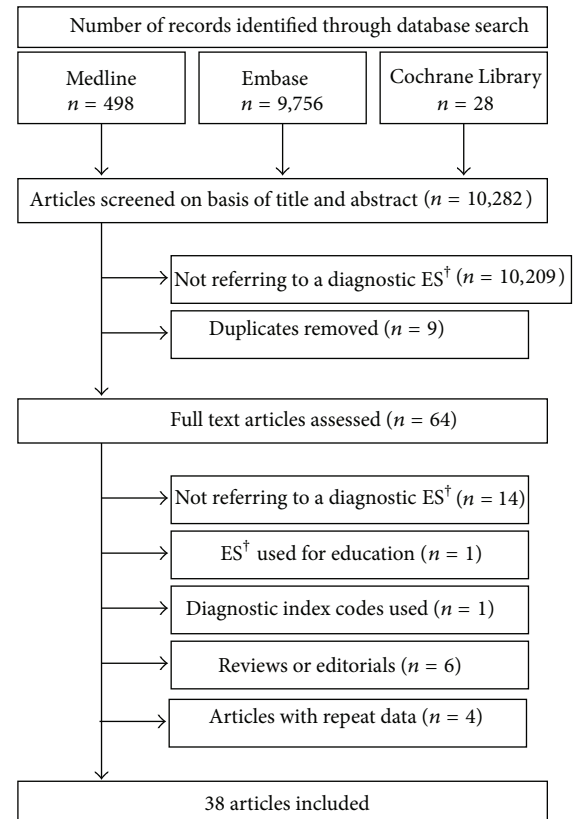 Number of records identified through database search
Medline
n = 498
Embase
n = 9,756
Cochrane Library
n = 28
Articles screened on basis of title and abstract (n = 10,282)
Not referring to a diagnostic ES† (n = 10,209)
Duplicates removed (n = 9)
Full text articles assessed (n = 64)
Not referring to a diagnostic ES† (n = 14)
ES† used for education (n = 1)
Diagnostic index codes used (n = 1)
Reviews or editorials (n = 6)
Articles with repeat data (n = 4)
38 articles included